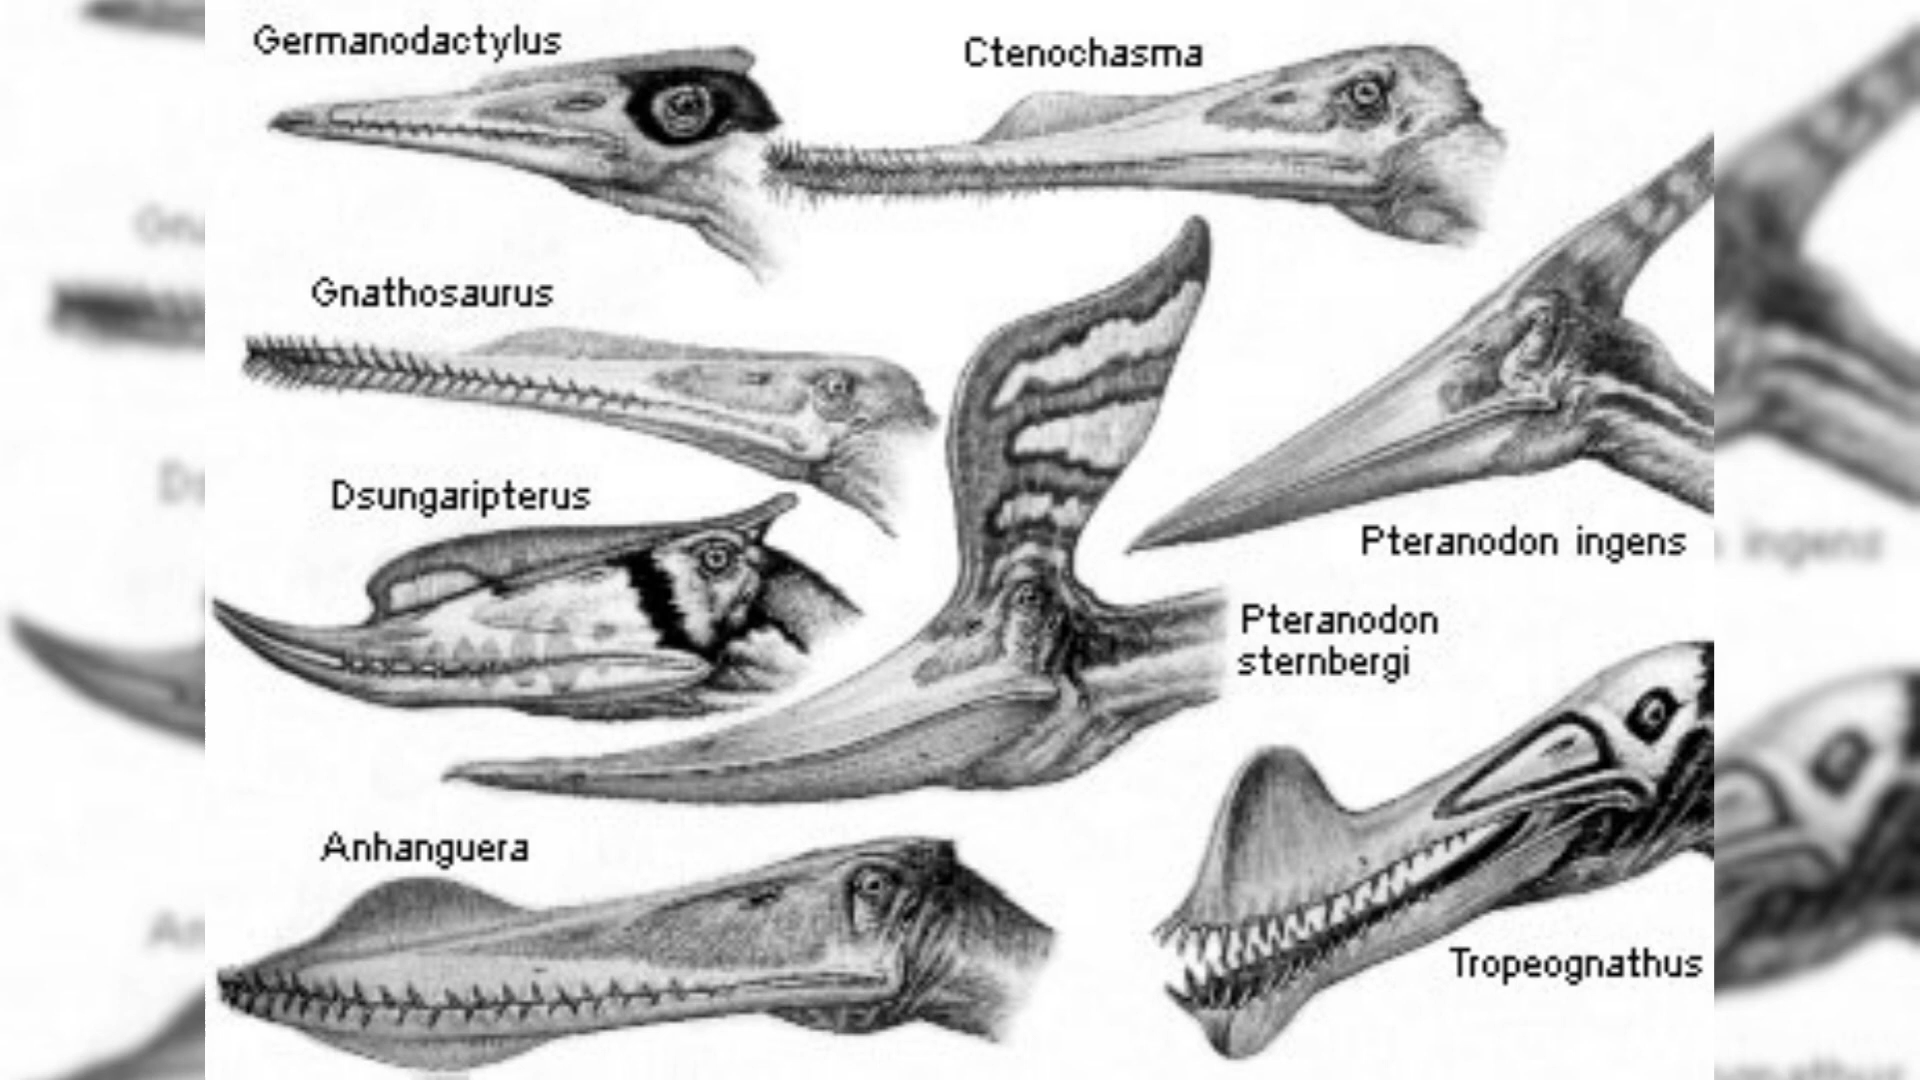 Germanodactylus
Ctenochasma
Gnathosaurus
Dsungaripterus
Pteranodon ingens
Pteranodon
sternbergi
Anhanguera
Tropeognathus